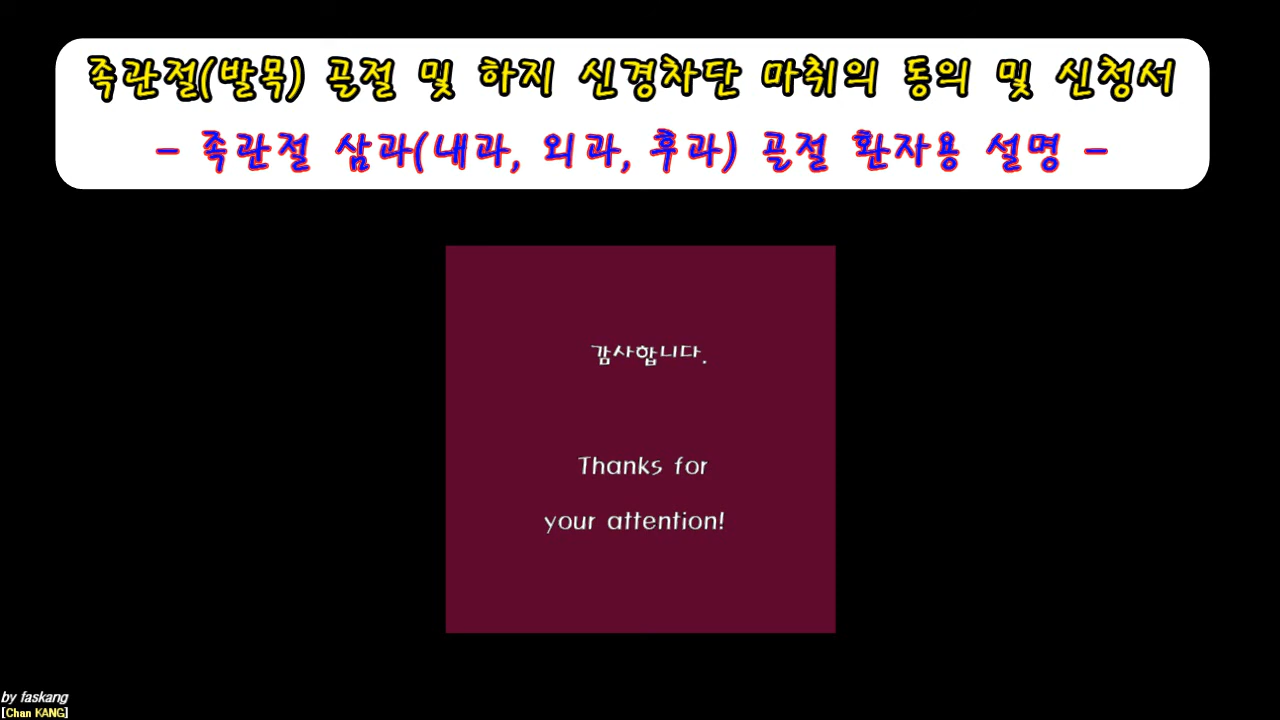 족관절(발목) 골절 및 하지 신경차단 마취의 동의 및 신청서
- 족관절 삼과(내과, 외과, 후과) 골절 환자용 설명 -
감사합니다.
Thanks for
your attention!
by faskang
[Chan KANG]